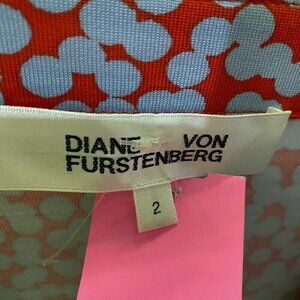 DIANE VON
FURSTENBERG
2